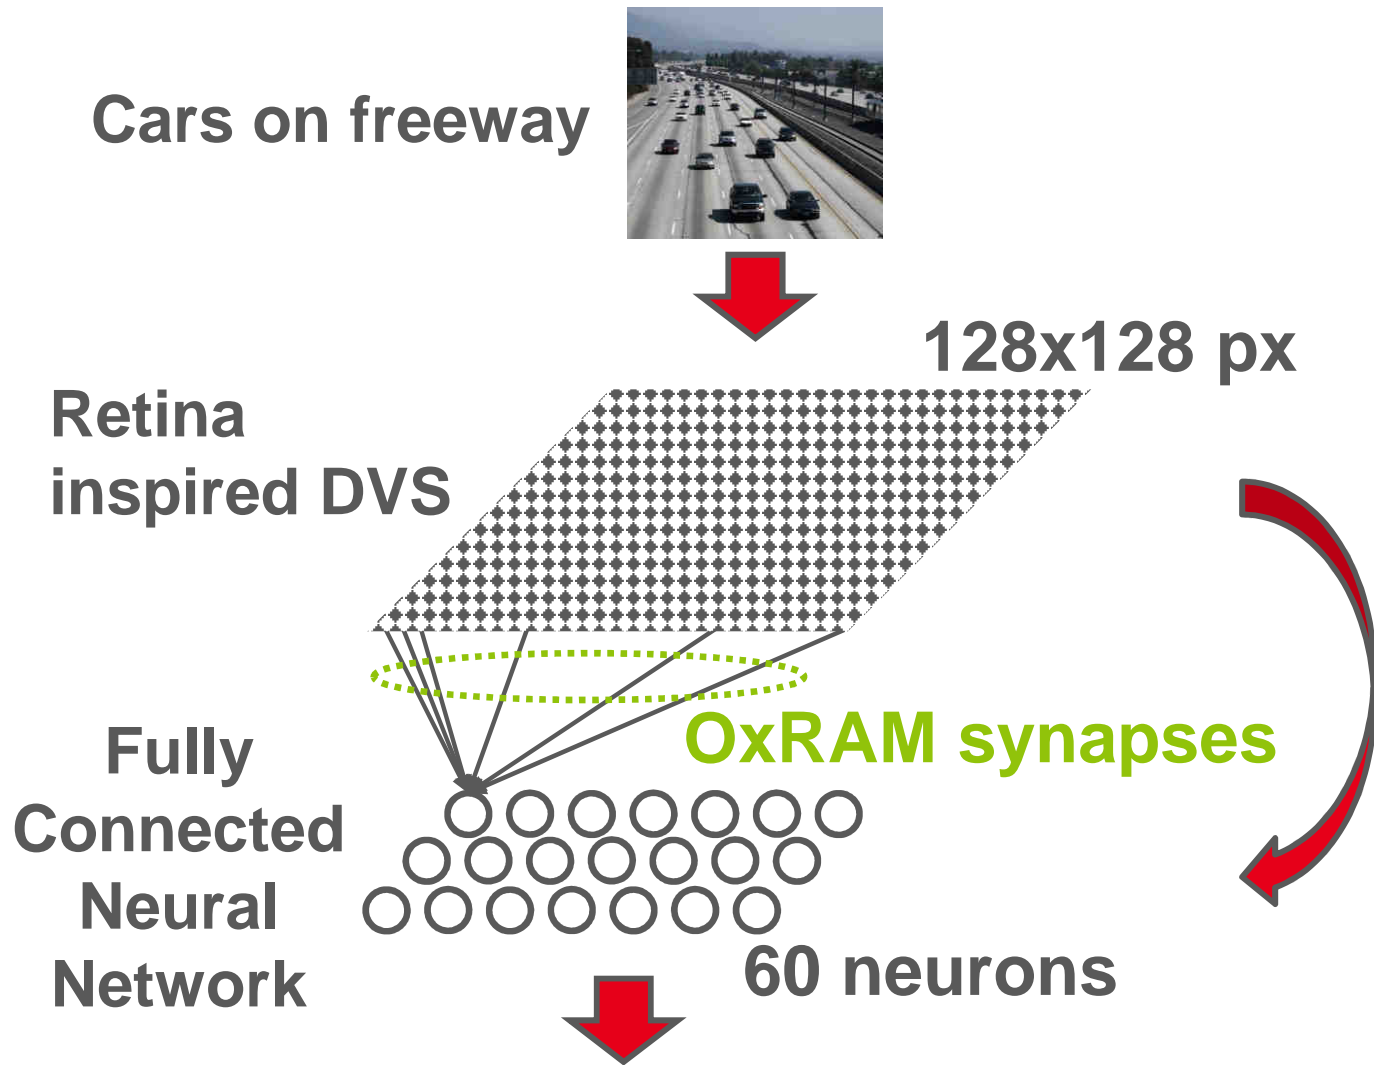 Cars on freeway
128x128 px
Retina
inspired DVS
OxRAM synapses
Fully
Connected
Neural
Network
60 neurons